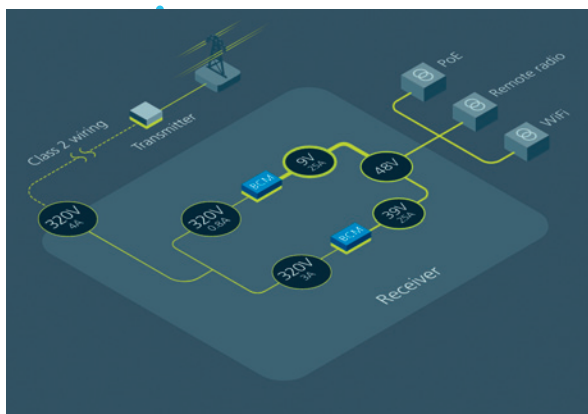 PoE
Remote radio
WiFi
Class 2 wiring
Transmitter
9V
25A
48V
BCM
320V
4A
320V
0.8A
39V
25A
BCM
320V
3A
Receiver